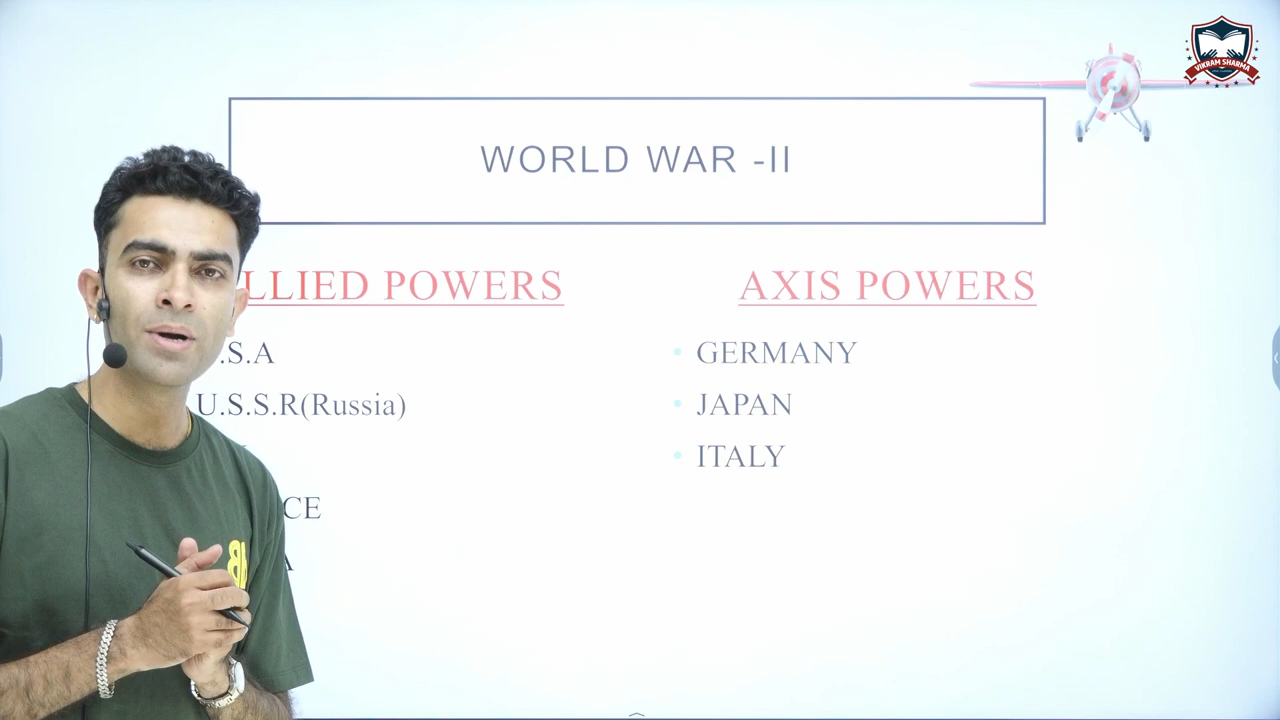 VIKRAM SHARMA
WORLD WAR -II
LLIED POWERS
.S.A
U.S.S.R(Russia)
CE
AXIS POWERS
• GERMANY
• JAPAN
• ITALY